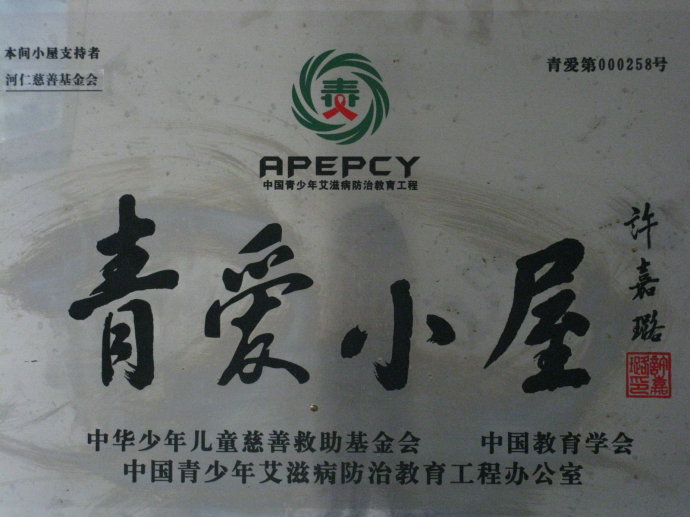 本间小屋支持者
河仁慈善基金会
青爱第000258号
青
APEPCY
中国青少年艾滋病防治教育工程
青爱小屋
许嘉璐
中华少年儿童慈善救助基金会 中国教育学会
中国青少年艾滋病防治教育工程办公室